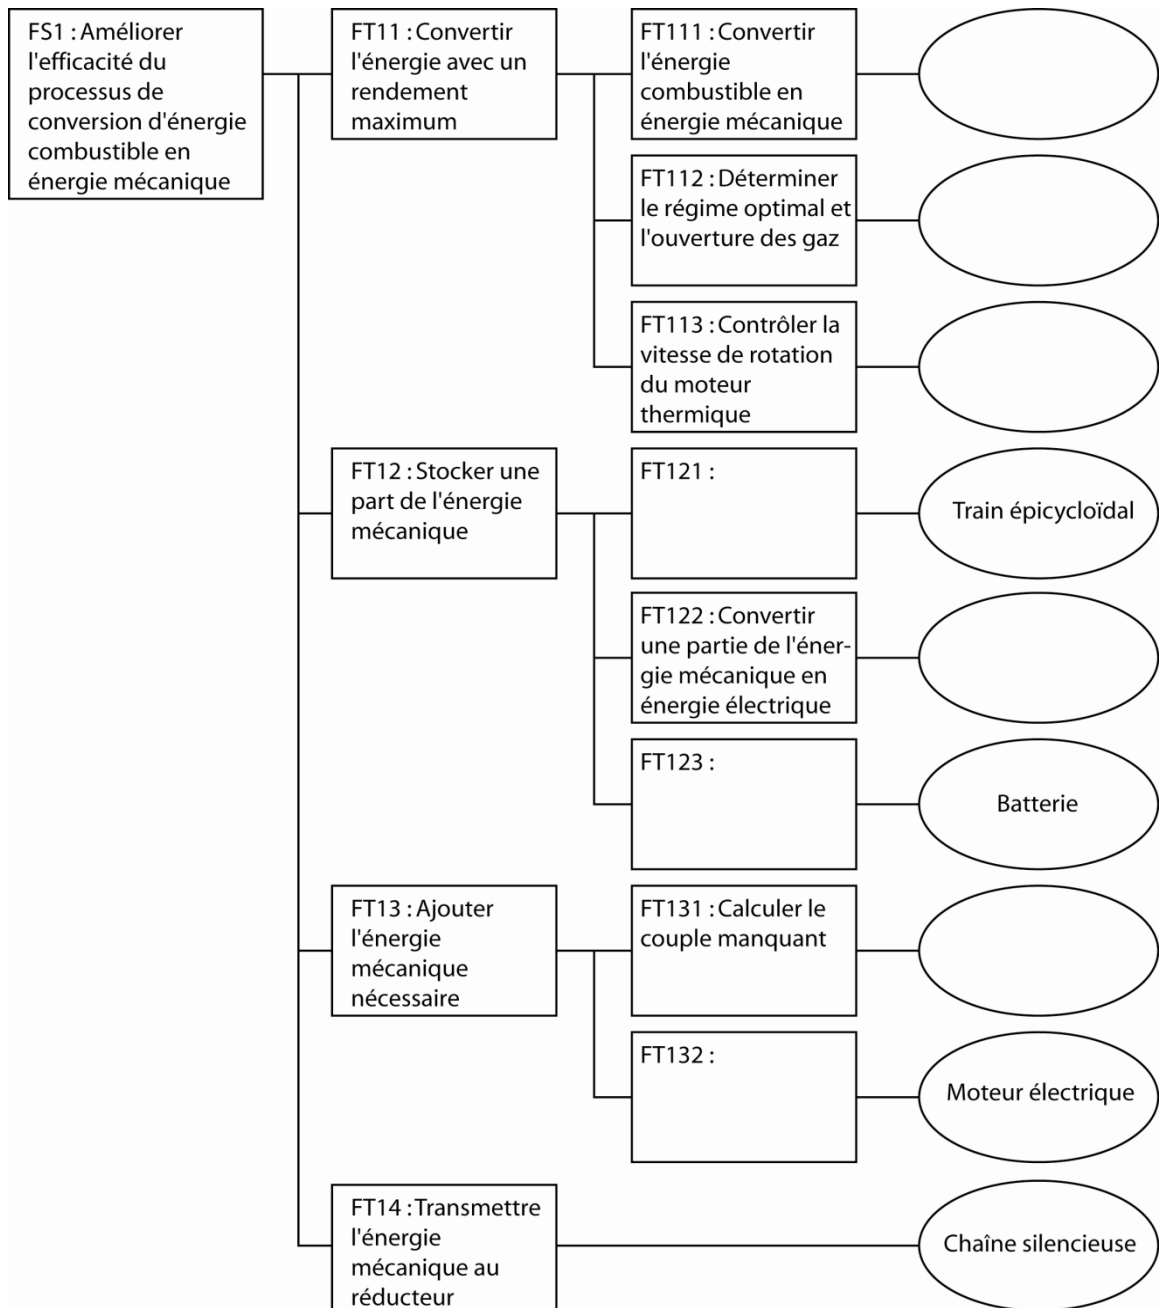 FS1 : Améliorer
l'efficacité du
processus de
conversion d'énergie
combustible en
énergie mécanique
FT11 : Convertir
l'énergie avec un
rendement
maximum
FT111 : Convertir
l'énergie
combustible en
énergie mécanique
FT112 : Déterminer
le régime optimal et
l'ouverture des gaz
FT113 : Contrôler la
vitesse de rotation
du moteur
thermique
FT12 : Stocker une
part de l'énergie
mécanique
FT121 :
Train épicycloïdal
FT122 : Convertir
une partie de l'éner-
gie mécanique en
énergie électrique
FT123 :
Batterie
FT13 : Ajouter
l'énergie
mécanique
nécessaire
FT131 : Calculer le
couple manquant
FT132 :
Moteur électrique
FT14 : Transmettre
l'énergie
mécanique au
réducteur
Chaîne silencieuse